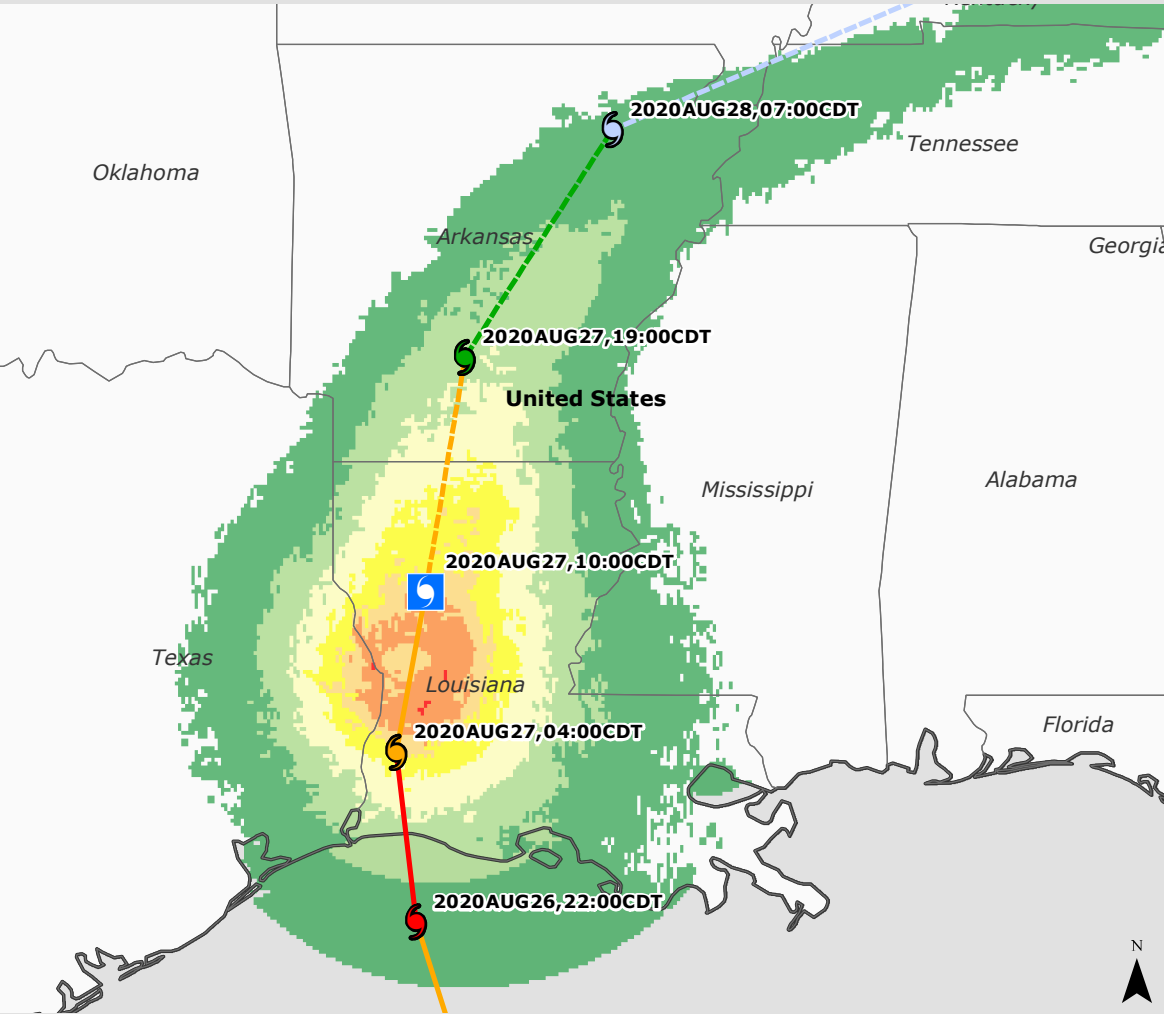 Kentucky
2020AUG28,07:00CDT
Tennessee
Oklahoma
Arkansas
Georgia
2020AUG27,19:00CDT
United States
Mississippi
Alabama
2020AUG27,10:00CDT
Texas
Louisiana
Florida
2020AUG27,04:00CDT
2020AUG26,22:00CDT
N